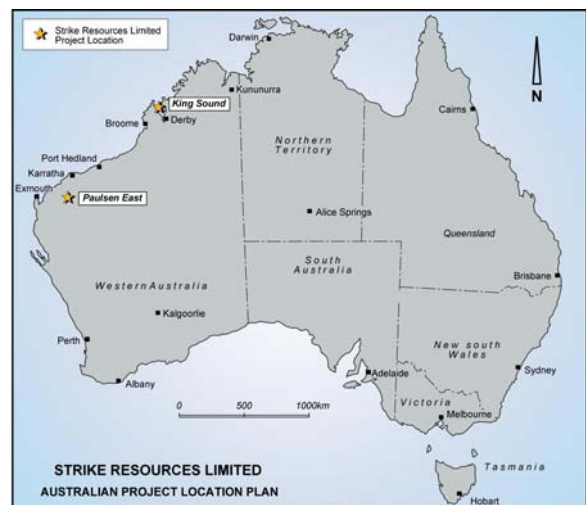 Strike Resources Limited
Project Location
Darwin
N
Kununurra
King Sound
Derby
Broome
Cairns
Northern
Territory
Port Hedland
Karratha
Exmouth
Paulsen East
Alice Springs
Queensland
South
Australia
Brisbane
Western Australia
Kalgoorlie
New south
Wales
Perth
Sydney
Adelaide
Albany
Victoria
Melbourne
0 500 1000km
Tasmania
STRIKE RESOURCES LIMITED
AUSTRALIAN PROJECT LOCATION PLAN
Hobart